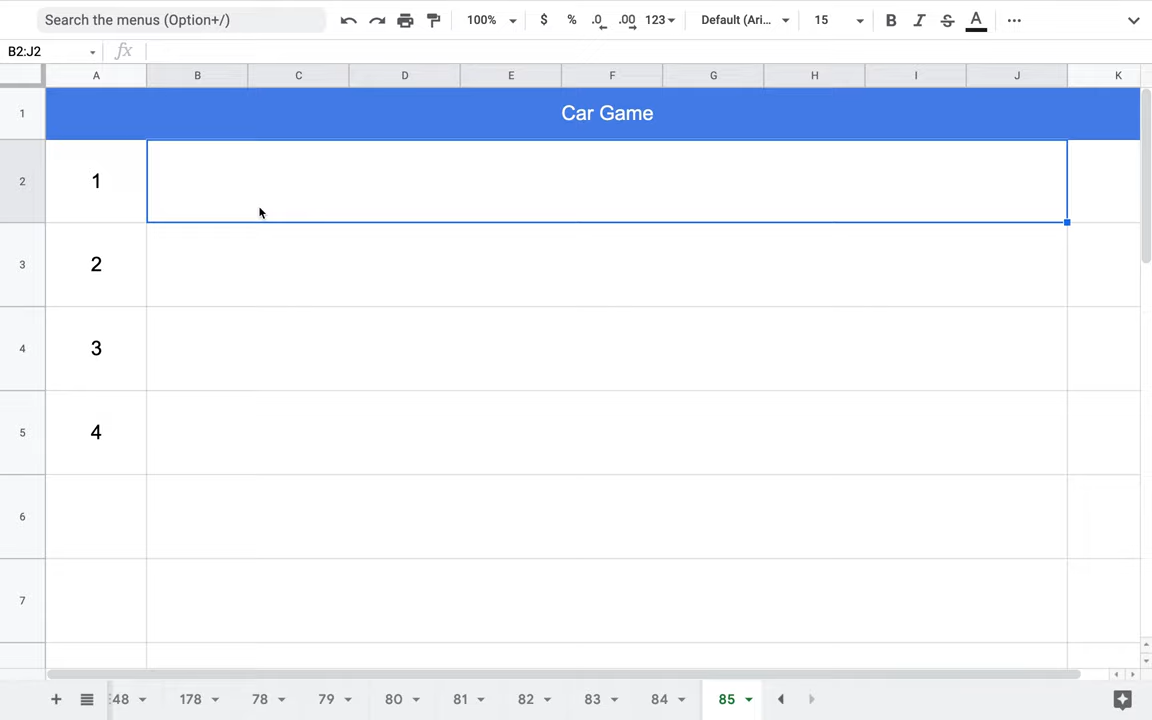 Search the menus (Option+/) 100% $ % .0 .00 123 Default (Ari... 15 B I S A
B2:J2 fx
A B C D E F G H I J K
1 Car Game
2 1
3 2
4 3
5 4
6
7
+ 48 178 78 79 80 81 82 83 84 85